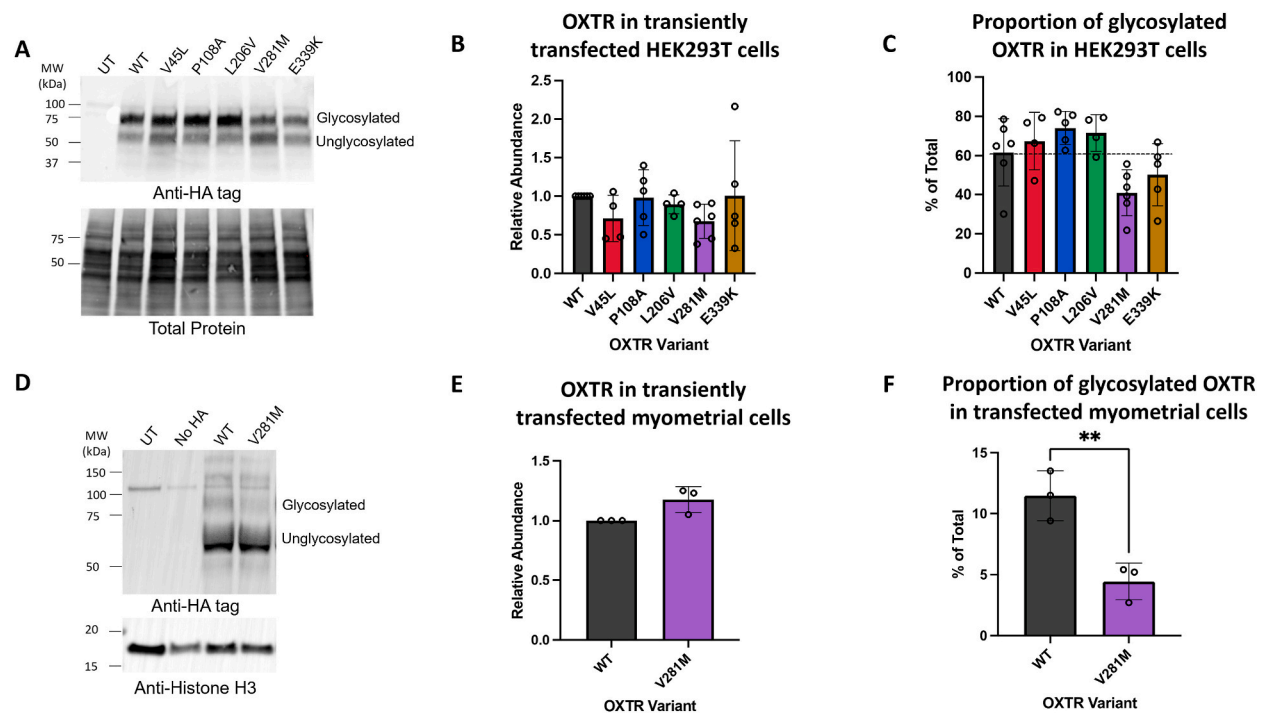 A
MW
(kDa)
UT
WT
V45L
P108A
L206V
V281M
E339K
100
75
50
37
Glycosylated
Unglycosylated
Anti-HA tag
75
50
Total Protein
B
OXTR in transiently
transfected HEK293T cells
Relative Abundance
2.5
2.0
1.5
1.0
0.5
0.0
WT
V45L
P108A
L206V
V281M
E339K
OXTR Variant
C
Proportion of glycosylated
OXTR in HEK293T cells
% of Total
100
80
60
40
20
0
WT
V45L
P108A
L206V
V281M
E339K
OXTR Variant
D
MW
(kDa)
UT
No HA
WT
V281M
150
100
75
50
Glycosylated
Unglycosylated
Anti-HA tag
20
15
Anti-Histone H3
E
OXTR in transiently
transfected myometrial cells
Relative Abundance
1.5
1.0
0.5
0.0
WT
V281M
OXTR Variant
F
Proportion of glycosylated OXTR
in transfected myometrial cells
% of Total
15
10
5
0
**
WT
V281M
OXTR Variant